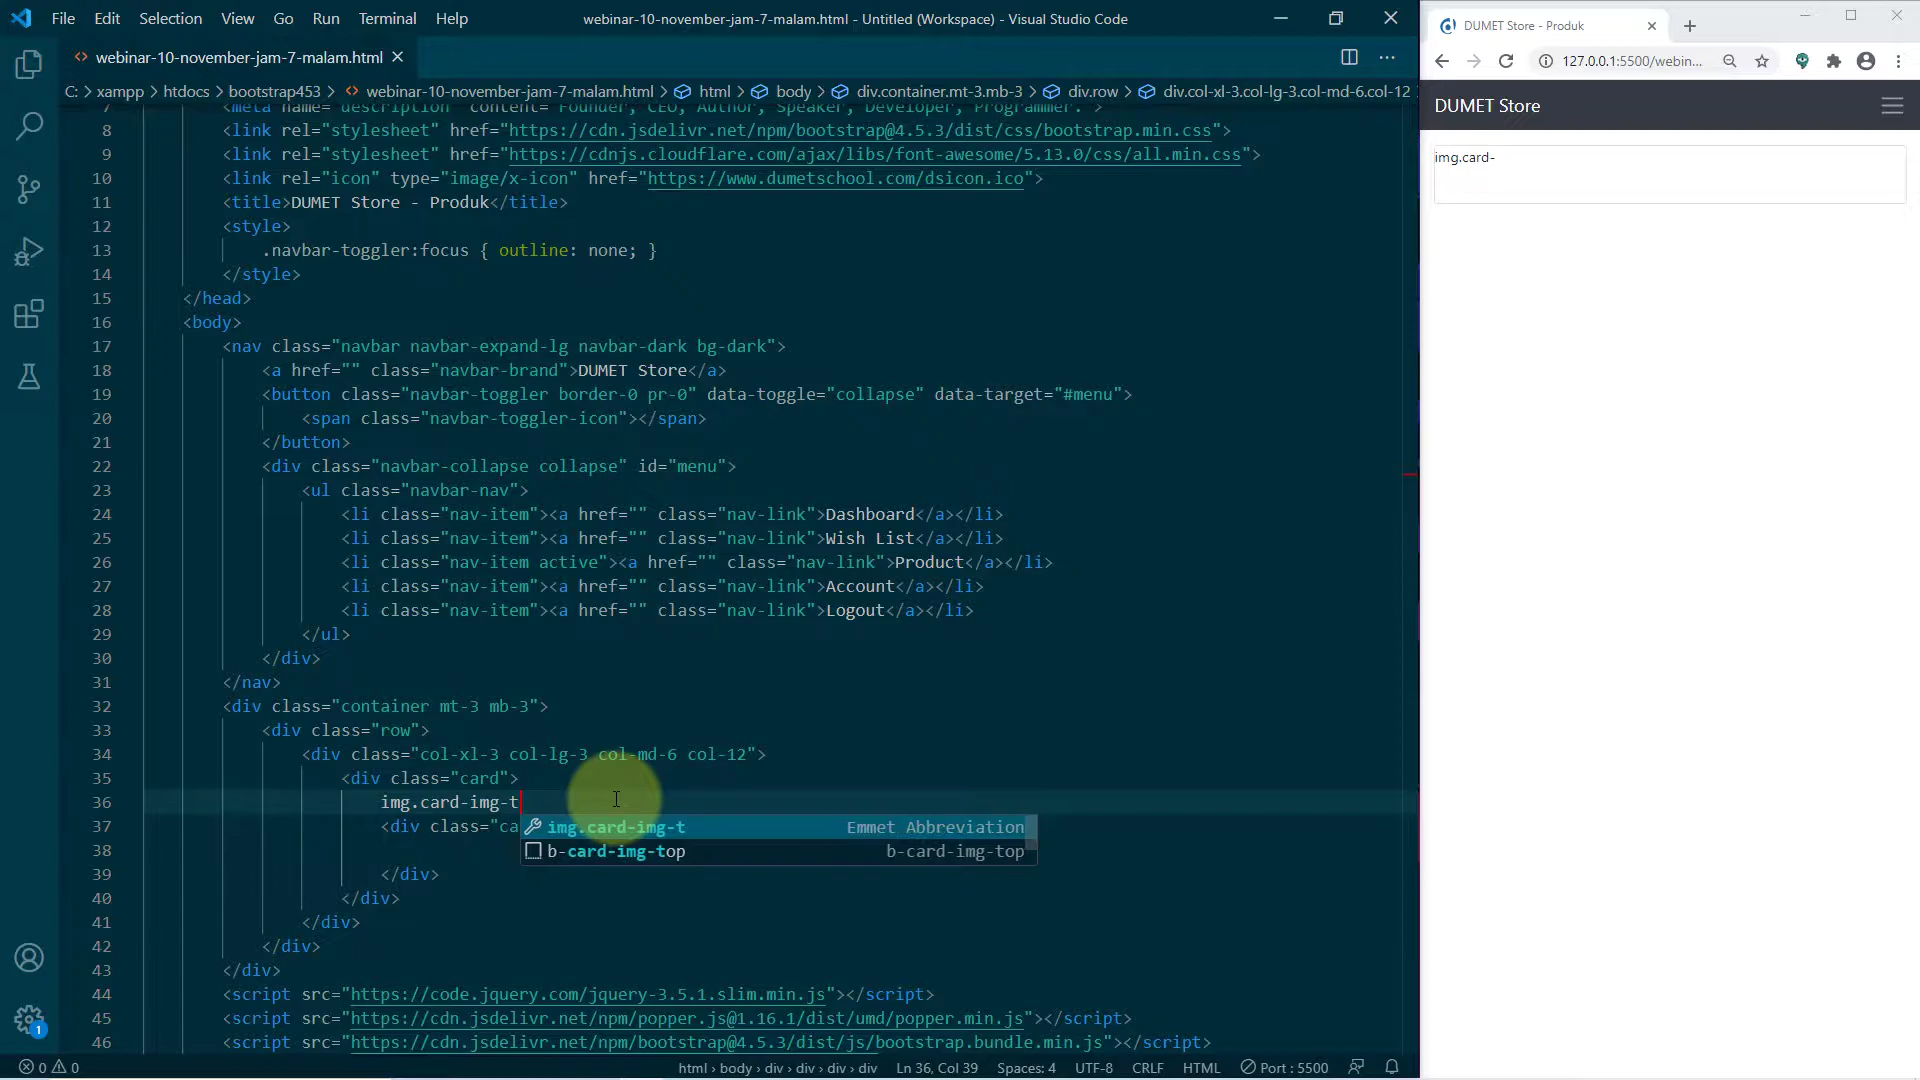 File Edit Selection View Go Run Terminal Help
webinar-10-november-jam-7-malam.html - Untitled (Workspace) - Visual Studio Code
webinar-10-november-jam-7-malam.html
C: > xampp > htdocs > bootstrap453 > webinar-10-november-jam-7-malam.html > html > body > div.container.mt-3.mb-3 > div.row > div.col-xl-3.col-lg-3.col-md-6.col-12
7 <meta name="description" content="Founder, CEO, Author, Speaker, Developer, Programmer.">
8 <link rel="stylesheet" href="https://cdn.jsdelivr.net/npm/bootstrap@4.5.3/dist/css/bootstrap.min.css">
9 <link rel="stylesheet" href="https://cdnjs.cloudflare.com/ajax/libs/font-awesome/5.13.0/css/all.min.css">
10 <link rel="icon" type="image/x-icon" href="https://www.dumetschool.com/dsicon.ico">
11 <title>DUMET Store - Produk</title>
12 <style>
13 .navbar-toggler:focus { outline: none; }
14 </style>
15 </head>
16 <body>
17 <nav class="navbar navbar-expand-lg navbar-dark bg-dark">
18 <a href="" class="navbar-brand">DUMET Store</a>
19 <button class="navbar-toggler border-0 pr-0" data-toggle="collapse" data-target="#menu">
20 <span class="navbar-toggler-icon"></span>
21 </button>
22 <div class="navbar-collapse collapse" id="menu">
23 <ul class="navbar-nav">
24 <li class="nav-item"><a href="" class="nav-link">Dashboard</a></li>
25 <li class="nav-item"><a href="" class="nav-link">Wish List</a></li>
26 <li class="nav-item active"><a href="" class="nav-link">Product</a></li>
27 <li class="nav-item"><a href="" class="nav-link">Account</a></li>
28 <li class="nav-item"><a href="" class="nav-link">Logout</a></li>
29 </ul>
30 </div>
31 </nav>
32 <div class="container mt-3 mb-3">
33 <div class="row">
34 <div class="col-xl-3 col-lg-3 col-md-6 col-12">
35 <div class="card">
36 img.card-img-t
37 <div class="ca
img.card-img-t Emmet Abbreviation
b-card-img-top b-card-img-top
38
39 </div>
40 </div>
41 </div>
42 </div>
43 </div>
44 <script src="https://code.jquery.com/jquery-3.5.1.slim.min.js"></script>
45 <script src="https://cdn.jsdelivr.net/npm/popper.js@1.16.1/dist/umd/popper.min.js"></script>
46 <script src="https://cdn.jsdelivr.net/npm/bootstrap@4.5.3/dist/js/bootstrap.bundle.min.js"></script>
1
0 0
html > body > div > div > div > div Ln 36, Col 39 Spaces: 4 UTF-8 CRLF HTML Port : 5500
DUMET Store - Produk
127.0.0.1:5500/webin...
DUMET Store
img.card-